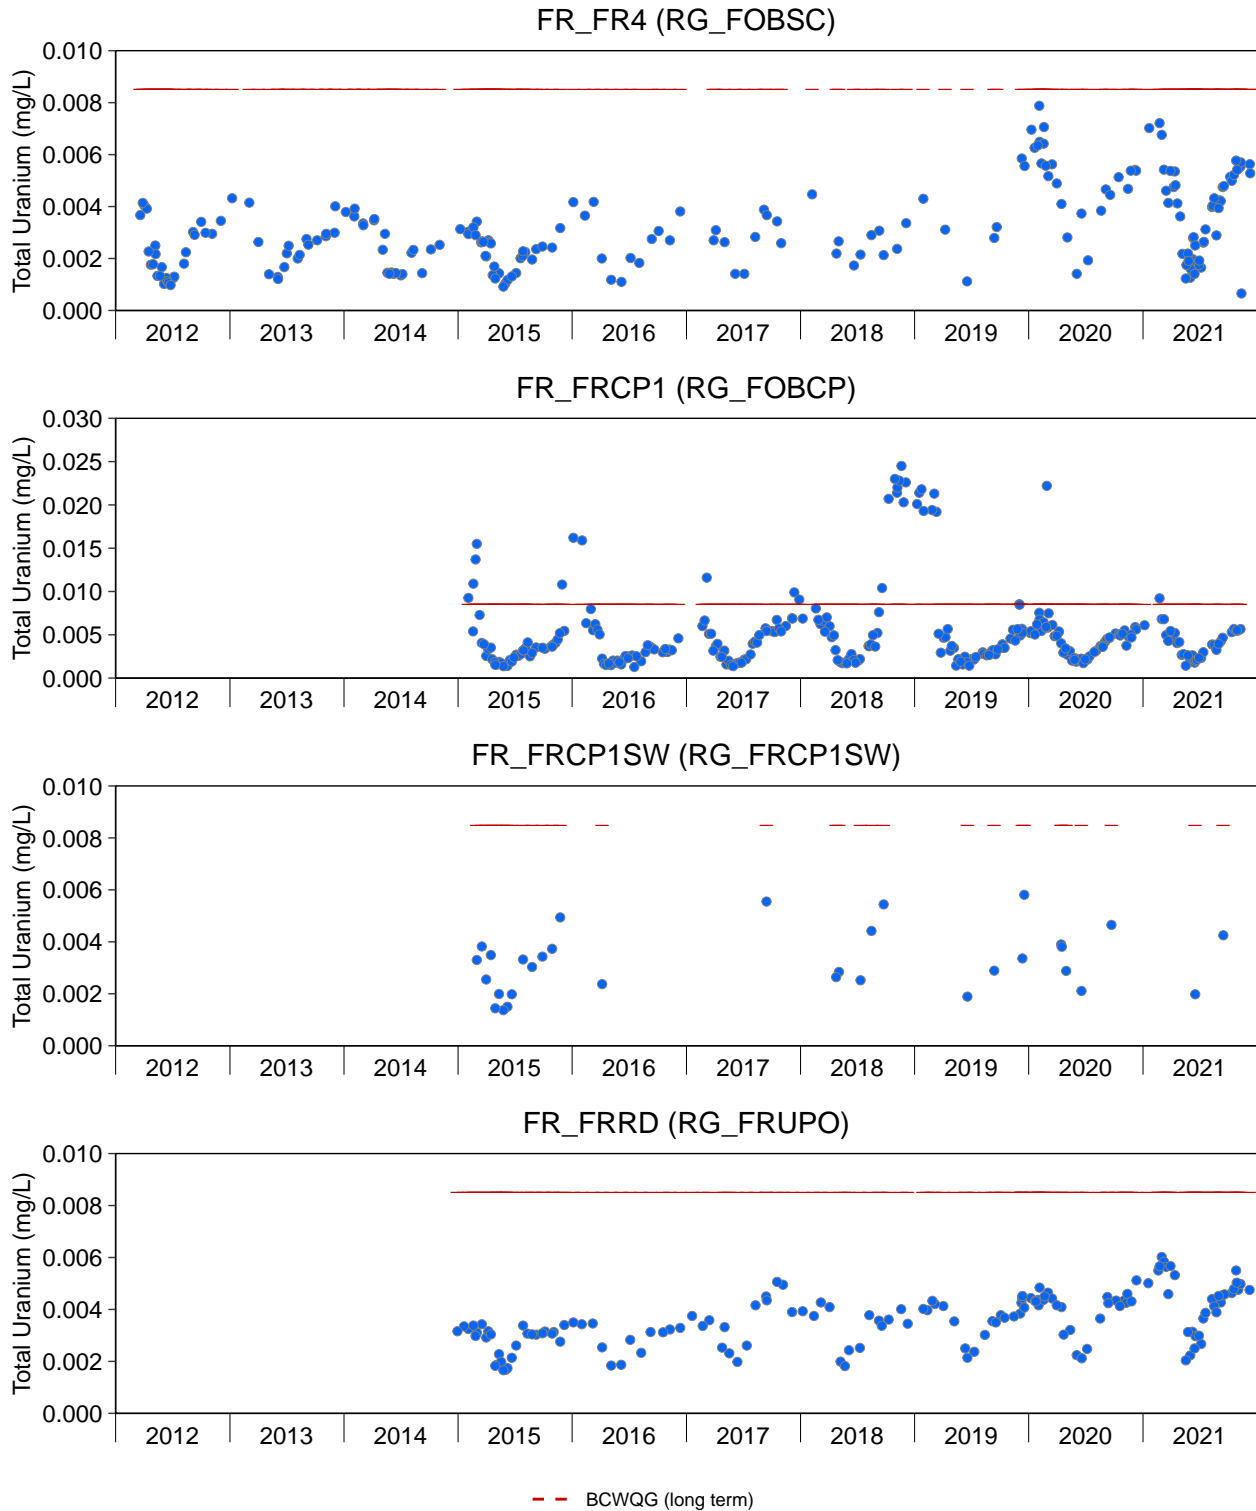 FR_FR4 (RG_FOBSC)
Total Uranium (mg/L)
0.010
0.008
0.006
0.004
0.002
0.000
2012 2013 2014 2015 2016 2017 2018 2019 2020 2021
FR_FRCP1 (RG_FOBCP)
Total Uranium (mg/L)
0.030
0.025
0.020
0.015
0.010
0.005
0.000
2012 2013 2014 2015 2016 2017 2018 2019 2020 2021
FR_FRCP1SW (RG_FRCP1SW)
Total Uranium (mg/L)
0.010
0.008
0.006
0.004
0.002
0.000
2012 2013 2014 2015 2016 2017 2018 2019 2020 2021
FR_FRRD (RG_FRUPO)
Total Uranium (mg/L)
0.010
0.008
0.006
0.004
0.002
0.000
2012 2013 2014 2015 2016 2017 2018 2019 2020 2021
BCWQG (long term)